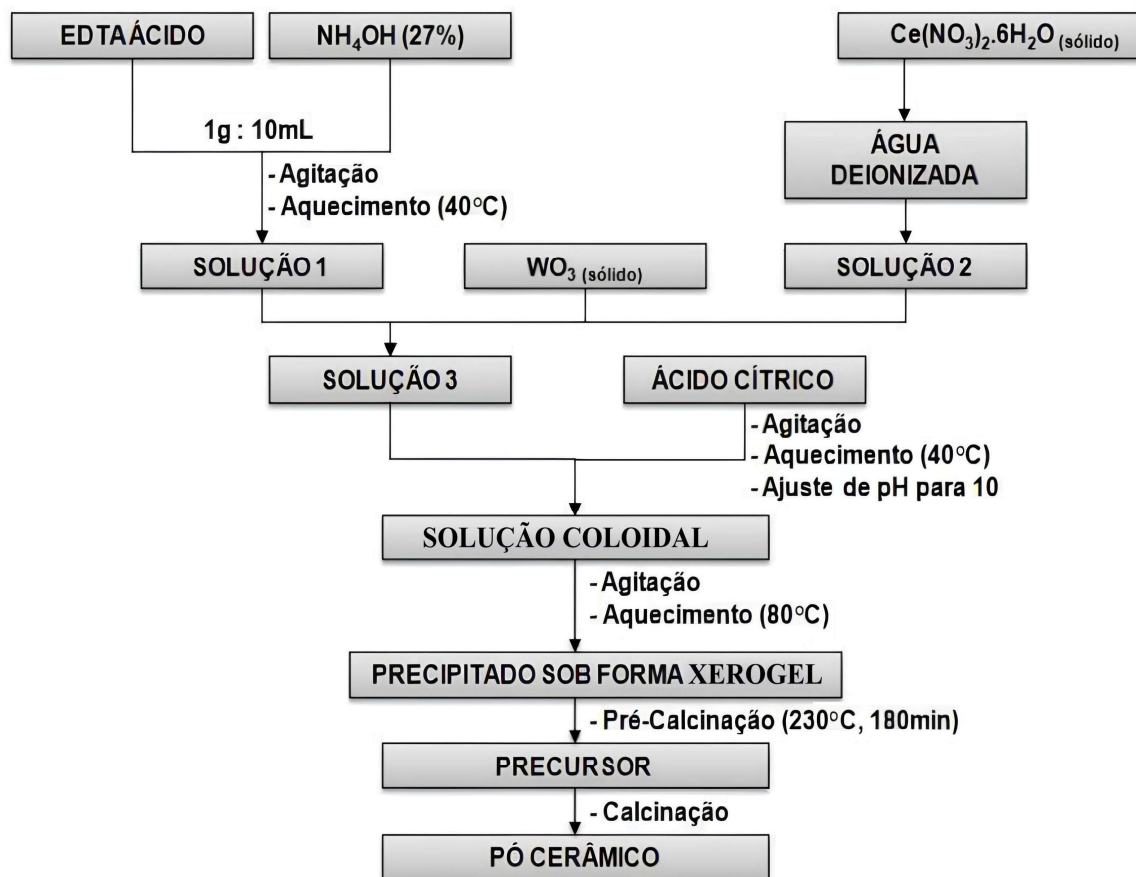 EDTA ÁCIDO
NH₄OH (27%)
Ce(NO₃)₂.6H₂O (sólido)
1g : 10mL
ÁGUA
DEIONIZADA
- Agitação
- Aquecimento (40°C)
SOLUÇÃO 1
WO₃ (sólido)
SOLUÇÃO 2
SOLUÇÃO 3
ÁCIDO CÍTRICO
- Agitação
- Aquecimento (40°C)
- Ajuste de pH para 10
SOLUÇÃO COLOIDAL
- Agitação
- Aquecimento (80°C)
PRECIPITADO SOB FORMA XEROGEL
- Pré-Calcinação (230°C, 180min)
PRECURSOR
- Calcinação
PÓ CERÂMICO